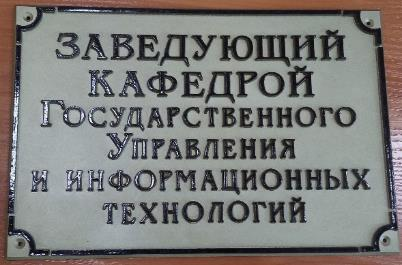 ЗАВЕДУЮЩИЙ
КАФЕДРОЙ
ГОСУДАРСТВЕННОГО
УПРАВЛЕНИЯ
И ИНФОРМАЦИОННЫХ
ТЕХНОЛОГИЙ